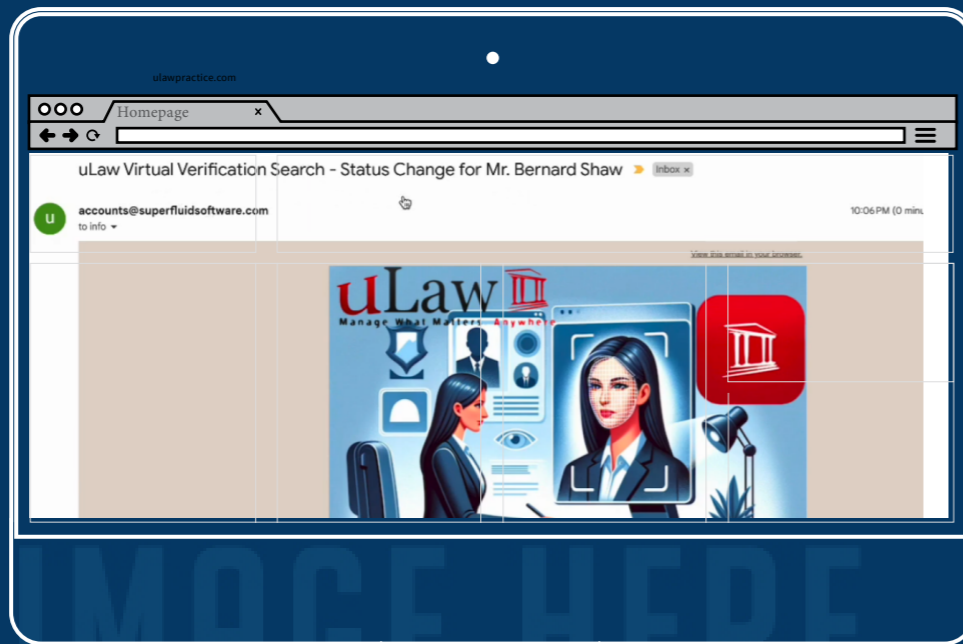 ulawpractice.com
Homepage x
uLaw Virtual Verification Search - Status Change for Mr. Bernard Shaw Inbox x
u
accounts@superfluidsoftware.com
10:06 PM (0 minu
to info
View this email in your browser.
uLaw
Manage What Matters. Anywhere
IMAGE HERE